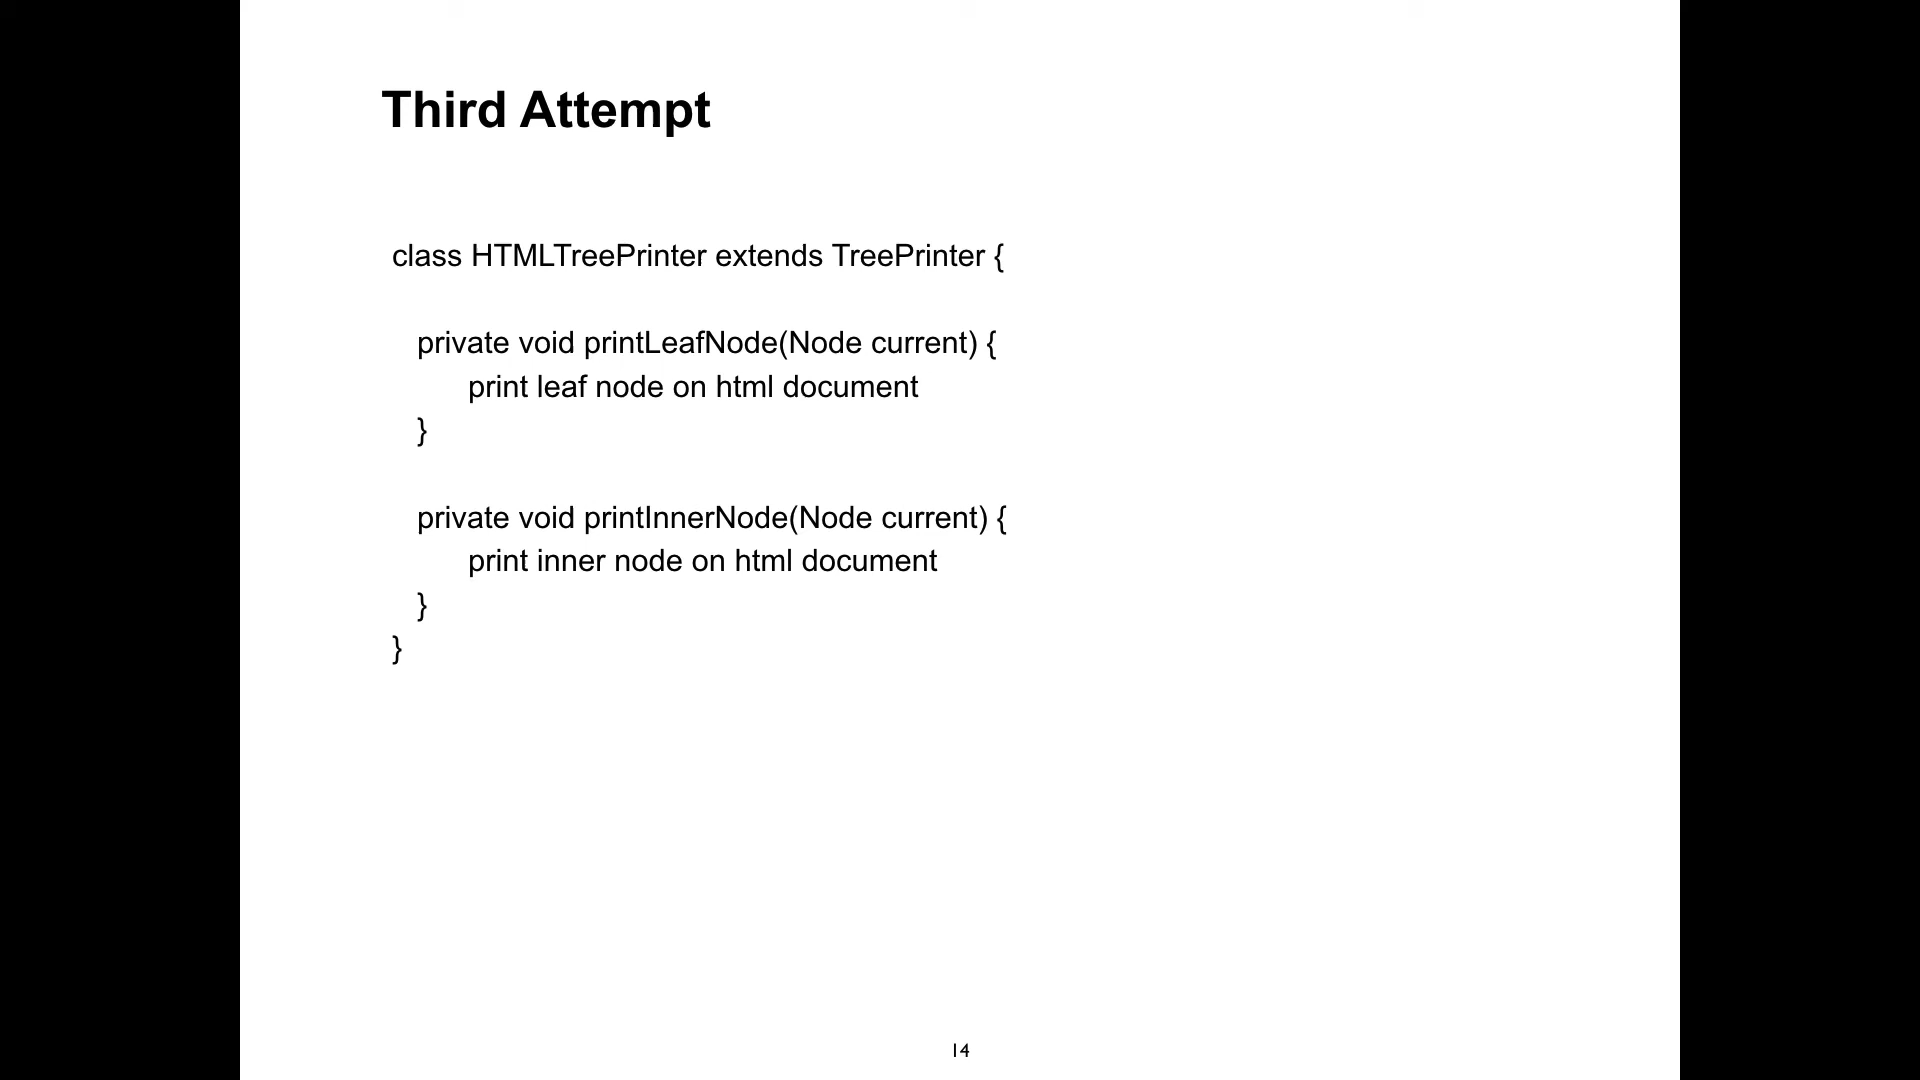 Third Attempt
class HTMLTreePrinter extends TreePrinter {
private void printLeafNode(Node current) {
print leaf node on html document
}
private void printInnerNode(Node current) {
print inner node on html document
}
}
14